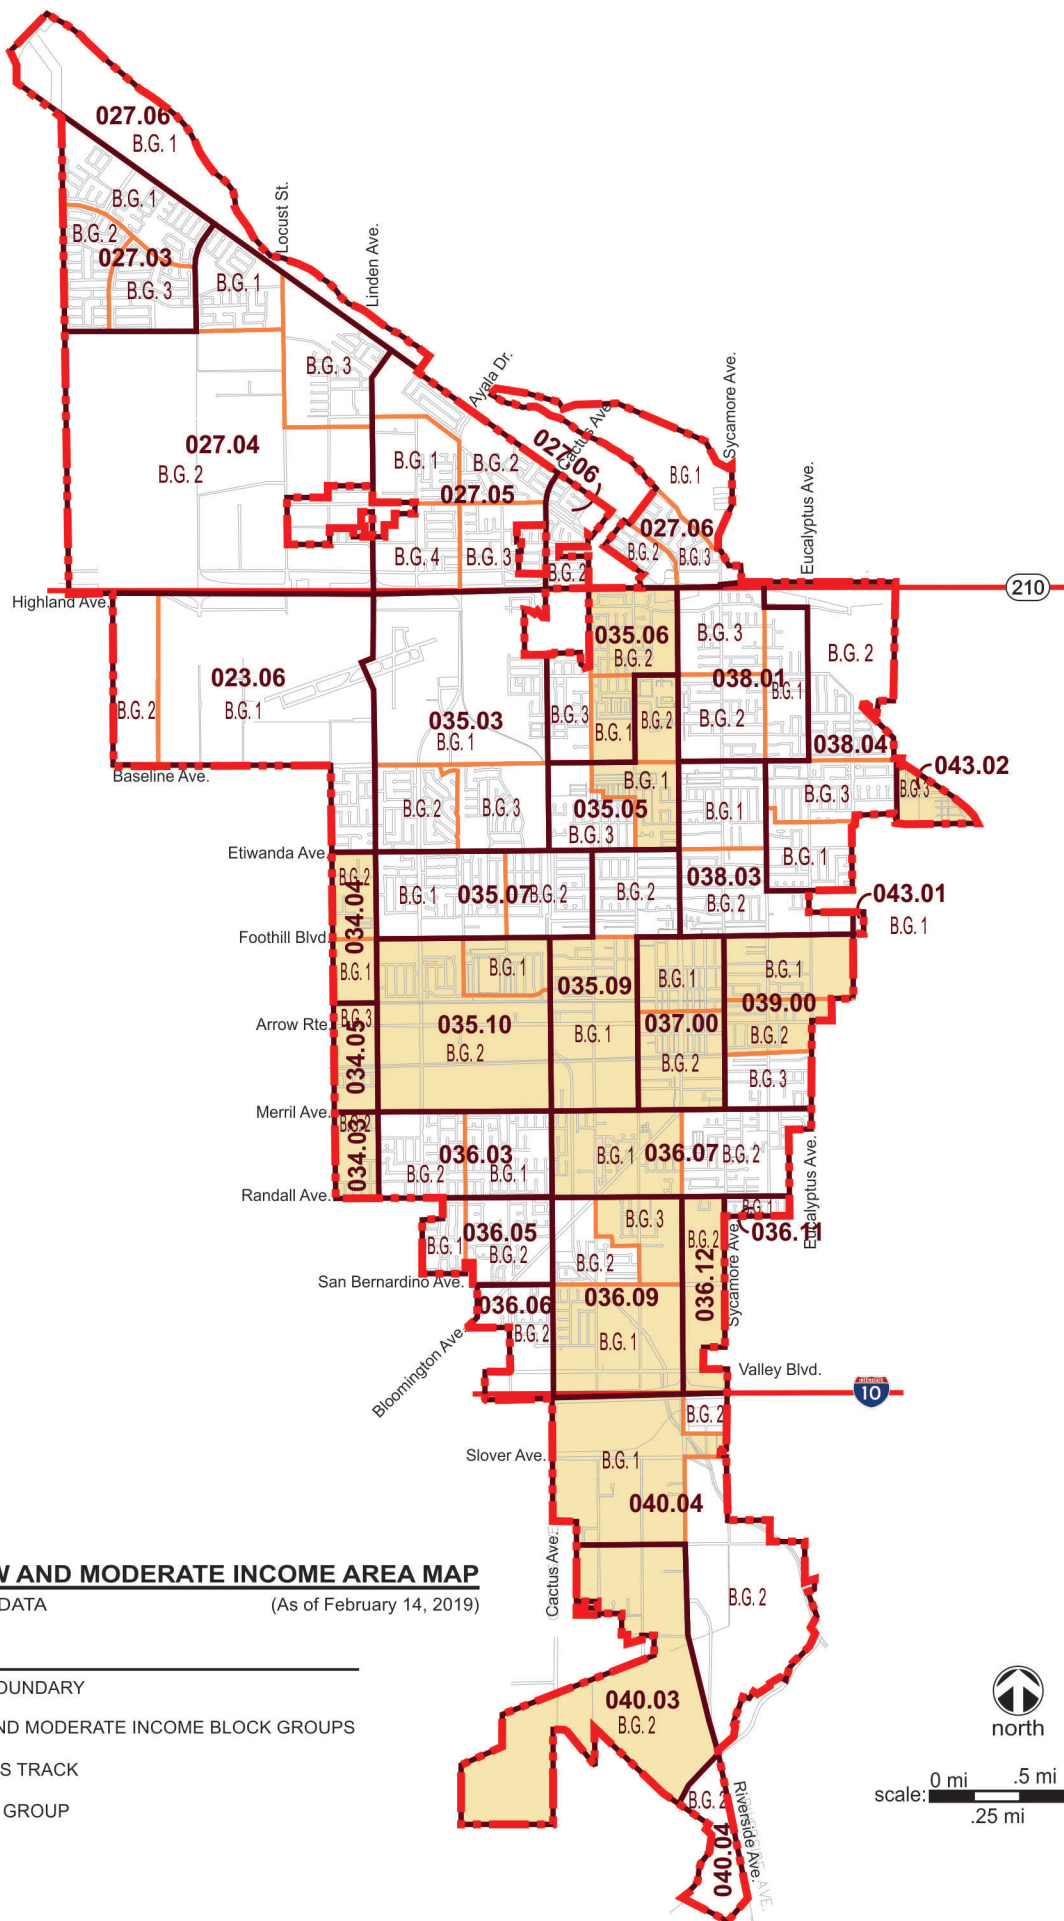 027.06
B.G. 1
B.G. 1
B.G. 2
027.03
B.G. 3
B.G. 1
Locust St.
Linden Ave.
B.G. 3
Ayala Dr.
Cactus Ave.
Sycamore Ave.
Eucalyptus Ave.
027.04
B.G. 2
B.G. 1
B.G. 2
027.05
B.G. 4
B.G. 3
027.06
B.G. 1
027.06
B.G. 2
B.G. 3
B.G. 2
210
Highland Ave.
035.06
B.G. 2
B.G. 3
B.G. 2
023.06
B.G. 2
B.G. 1
038.01
B.G. 1
035.03
B.G. 1
B.G. 3
B.G. 1
B.G. 2
B.G. 2
038.04
043.02
B.G. 3
Baseline Ave.
B.G. 1
B.G. 2
B.G. 3
035.05
B.G. 3
B.G. 1
B.G. 3
Etiwanda Ave.
B.G. 1
B.G. 2
034.04
B.G. 1
035.07
B.G. 2
B.G. 2
038.03
B.G. 2
043.01
B.G. 1
Foothill Blvd.
B.G. 1
B.G. 1
035.09
B.G. 1
B.G. 1
B.G. 1
039.00
Arrow Rte.
B.G. 3
034.05
035.10
B.G. 2
037.00
B.G. 2
B.G. 2
B.G. 3
Merril Ave.
B.G. 2
034.03
036.03
B.G. 2
B.G. 1
B.G. 1
036.07
B.G. 2
Randall Ave.
B.G. 1
036.11
Eucalyptus Ave.
036.05
B.G. 1
B.G. 2
B.G. 3
B.G. 2
B.G. 2
036.12
Sycamore Ave.
San Bernardino Ave.
036.06
B.G. 2
036.09
B.G. 1
Bloomington Ave.
Valley Blvd.
INTERSTATE
10
B.G. 2
Slover Ave.
B.G. 1
040.04
Cactus Ave.
B.G. 2
W AND MODERATE INCOME AREA MAP
DATA (As of February 14, 2019)
OUNDARY
ND MODERATE INCOME BLOCK GROUPS
S TRACK
GROUP
040.03
B.G. 2
B.G. 2
040.04
Riverside Ave.
RIVERSIDE AVE.
north
scale: 0 mi .5 mi
.25 mi